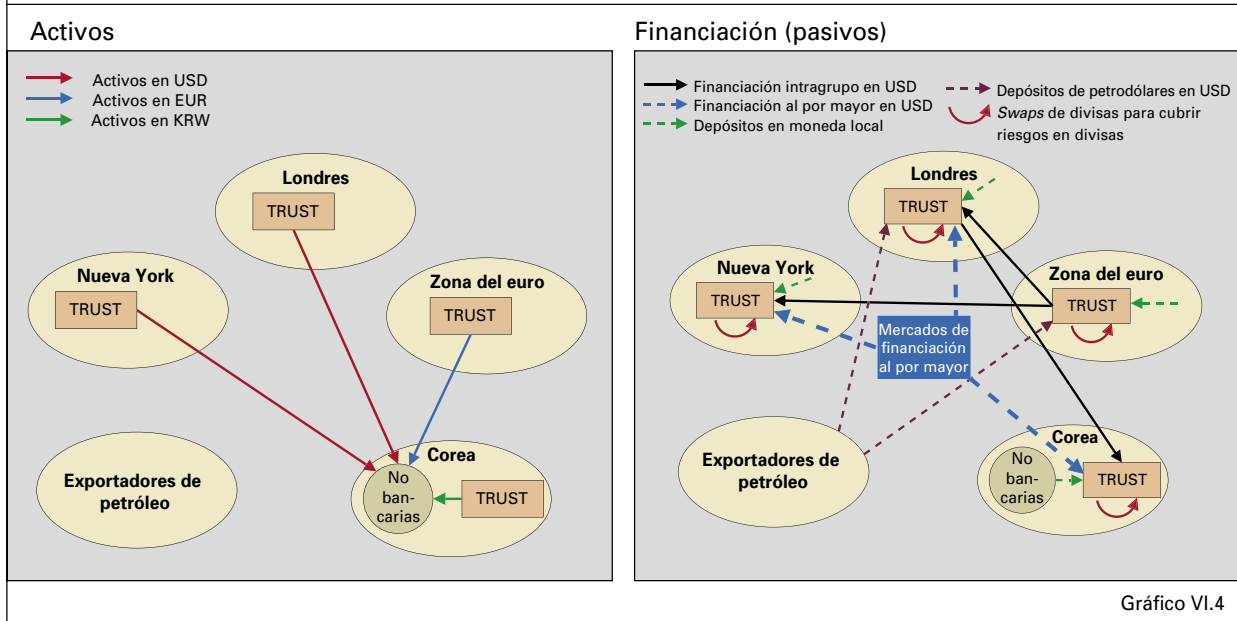 Activos
Activos en USD
Activos en EUR
Activos en KRW
Londres
TRUST
Nueva York
TRUST
Zona del euro
TRUST
Exportadores de
petróleo
Corea
No
ban-
carias
TRUST
Financiación (pasivos)
Financiación intragrupo en USD
Financiación al por mayor en USD
Depósitos en moneda local
Depósitos de petrodólares en USD
Swaps de divisas para cubrir
riesgos en divisas
Londres
TRUST
Nueva York
TRUST
Zona del euro
TRUST
Mercados de
financiación
al por mayor
Exportadores de
petróleo
Corea
No
ban-
carias
TRUST
Gráfico VI.4